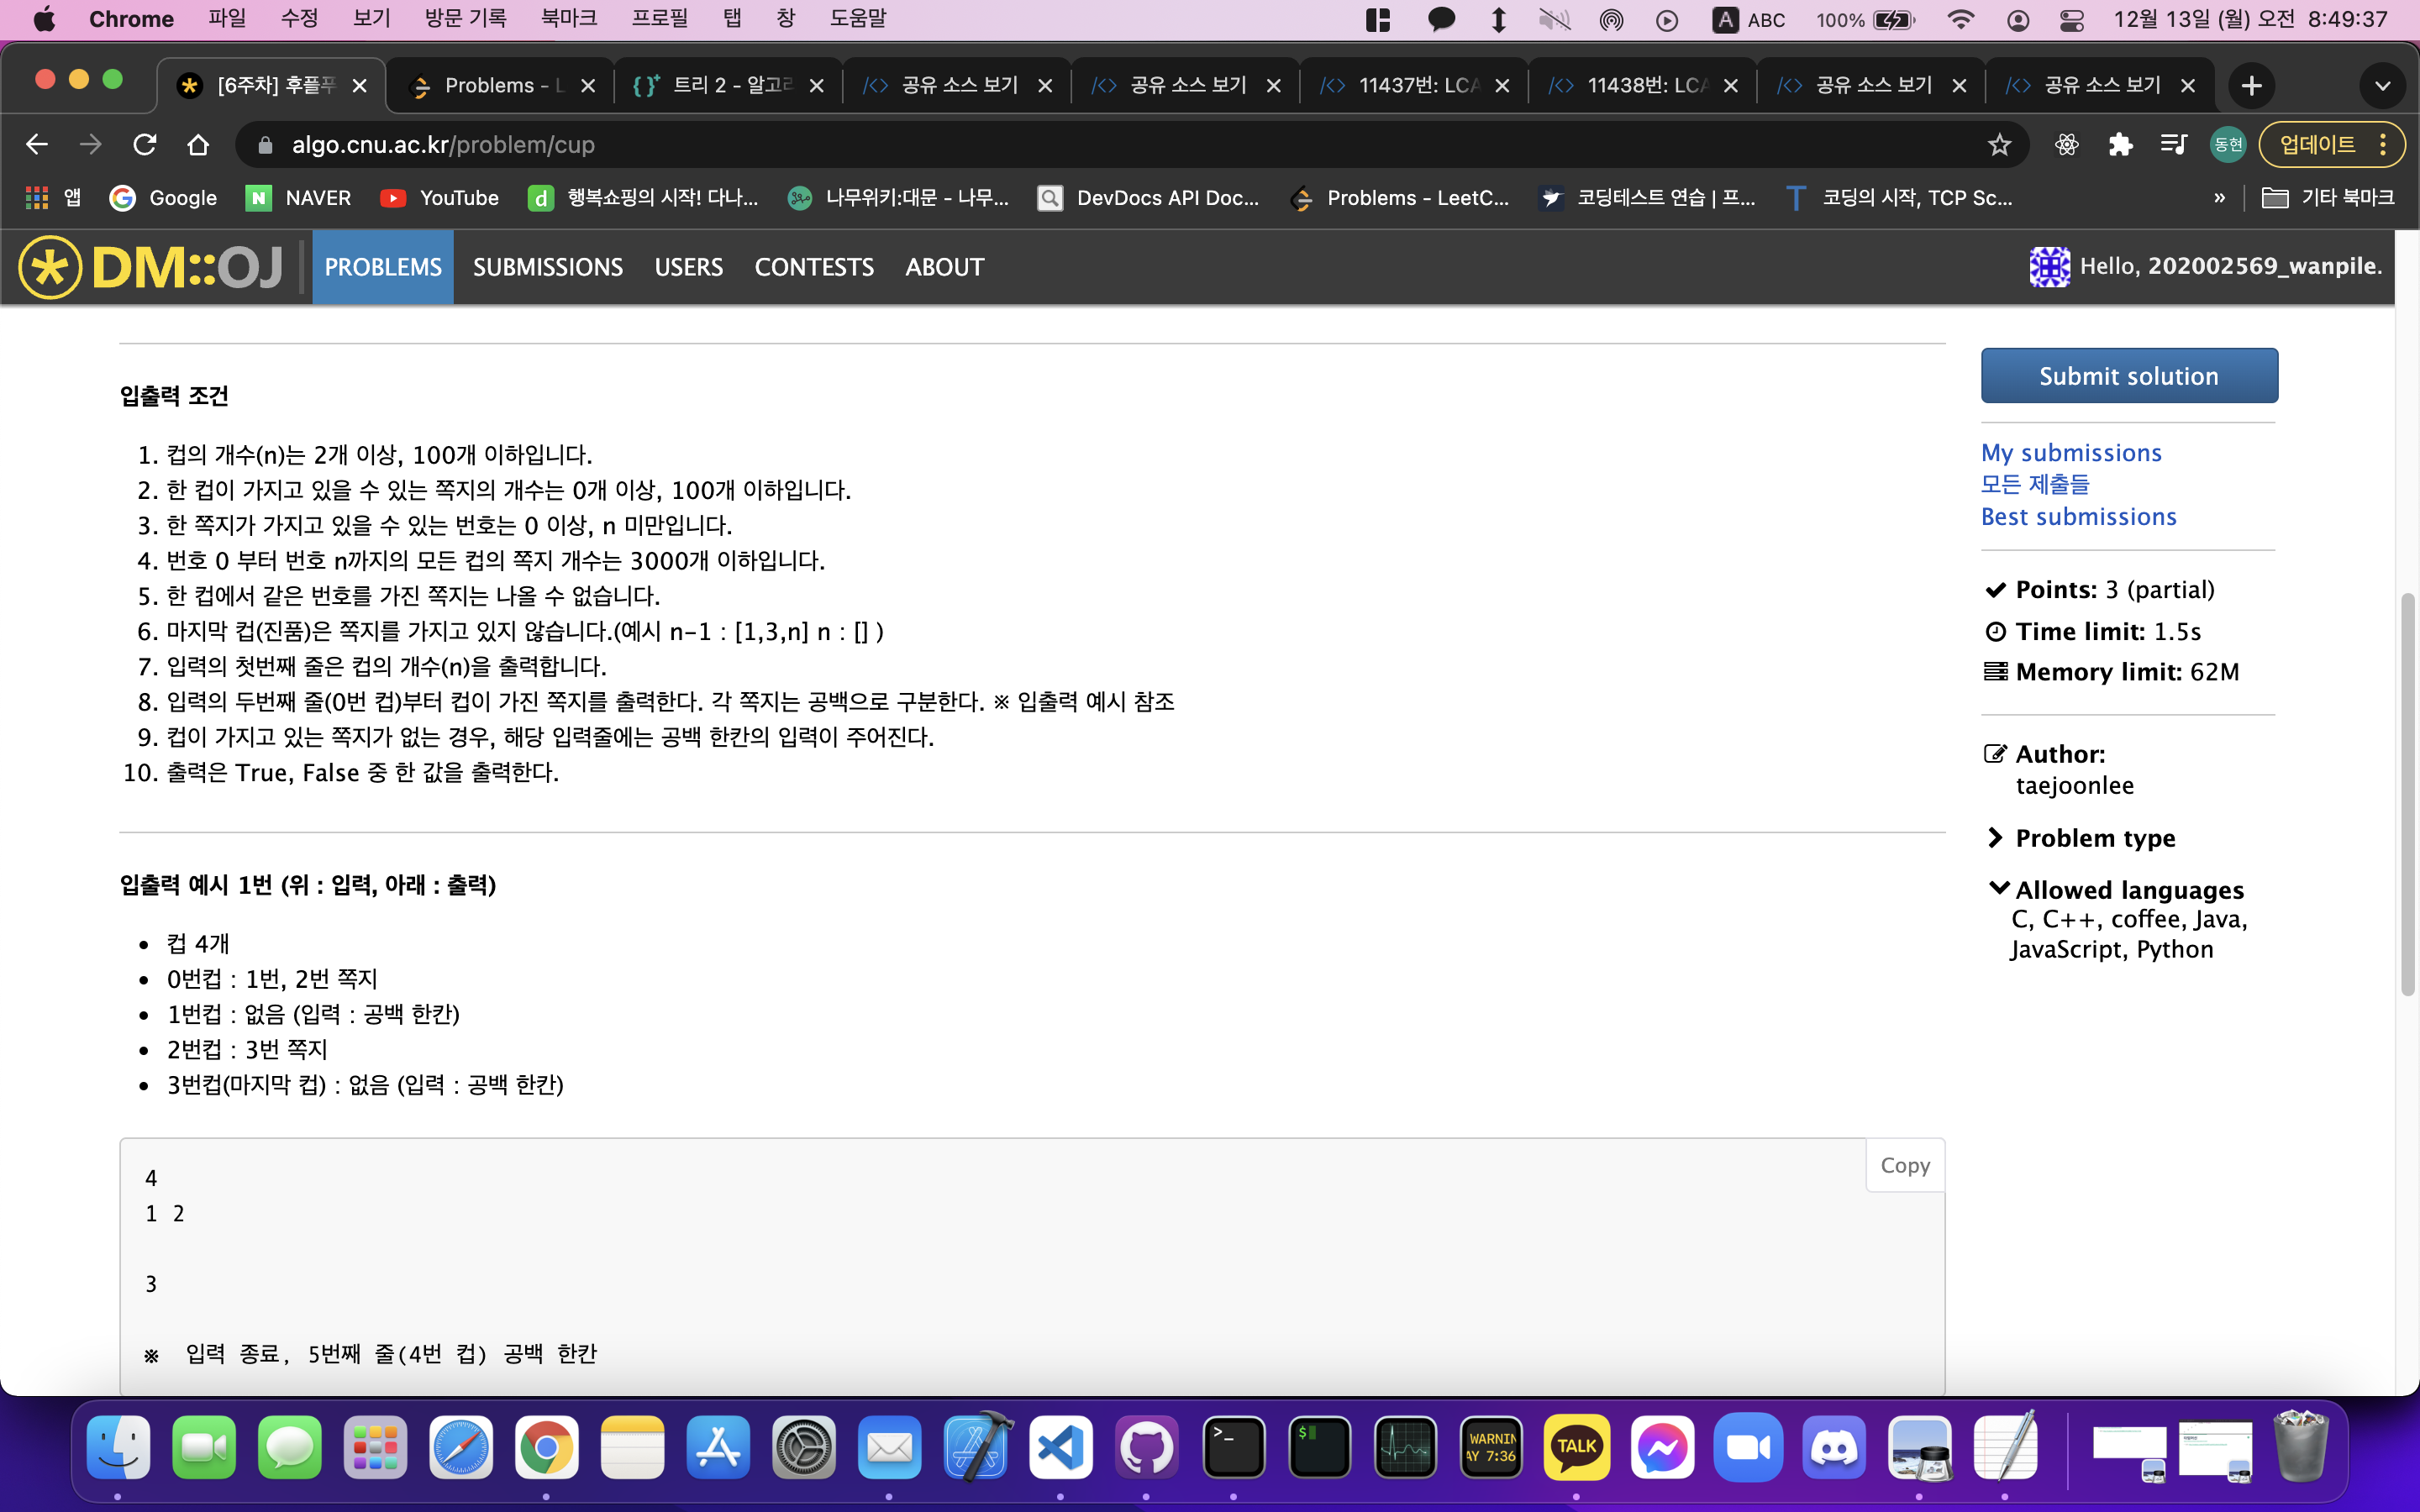 Chrome 파일 수정 보기 방문 기록 북마크 프로필 탭 창 도움말 A ABC 100% 12월 13일 (월) 오전 8:49:37
[6주차] 후플푸 Problems - L 트리 2 - 알고리 공유 소스 보기 공유 소스 보기 11437번: LCA 11438번: LCA 공유 소스 보기 공유 소스 보기
algo.cnu.ac.kr/problem/cup 동현 업데이트
앱 Google NAVER YouTube 행복쇼핑의 시작! 다나... 나무위키:대문 - 나무... DevDocs API Doc... Problems - LeetC... 코딩테스트 연습 | 프... 코딩의 시작, TCP Sc... » 기타 북마크
DM::OJ PROBLEMS SUBMISSIONS USERS CONTESTS ABOUT Hello, 202002569_wanpile.
입출력 조건
1. 컵의 개수(n)는 2개 이상, 100개 이하입니다.
2. 한 컵이 가지고 있을 수 있는 쪽지의 개수는 0개 이상, 100개 이하입니다.
3. 한 쪽지가 가지고 있을 수 있는 번호는 0 이상, n 미만입니다.
4. 번호 0 부터 번호 n까지의 모든 컵의 쪽지 개수는 3000개 이하입니다.
5. 한 컵에서 같은 번호를 가진 쪽지는 나올 수 없습니다.
6. 마지막 컵(진품)은 쪽지를 가지고 있지 않습니다.(예시 n-1 : [1,3,n] n : [] )
7. 입력의 첫번째 줄은 컵의 개수(n)을 출력합니다.
8. 입력의 두번째 줄(0번 컵)부터 컵이 가진 쪽지를 출력한다. 각 쪽지는 공백으로 구분한다. ※ 입출력 예시 참조
9. 컵이 가지고 있는 쪽지가 없는 경우, 해당 입력줄에는 공백 한칸의 입력이 주어진다.
10. 출력은 True, False 중 한 값을 출력한다.
입출력 예시 1번 (위 : 입력, 아래 : 출력)
• 컵 4개
• 0번컵 : 1번, 2번 쪽지
• 1번컵 : 없음 (입력 : 공백 한칸)
• 2번컵 : 3번 쪽지
• 3번컵(마지막 컵) : 없음 (입력 : 공백 한칸)
Copy
4
1 2
3
※ 입력 종료, 5번째 줄(4번 컵) 공백 한칸
Submit solution
My submissions
모든 제출들
Best submissions
Points: 3 (partial)
Time limit: 1.5s
Memory limit: 62M
Author:
taejoonlee
Problem type
Allowed languages
C, C++, coffee, Java,
JavaScript, Python
WARNIN
AY 7:36
TALK